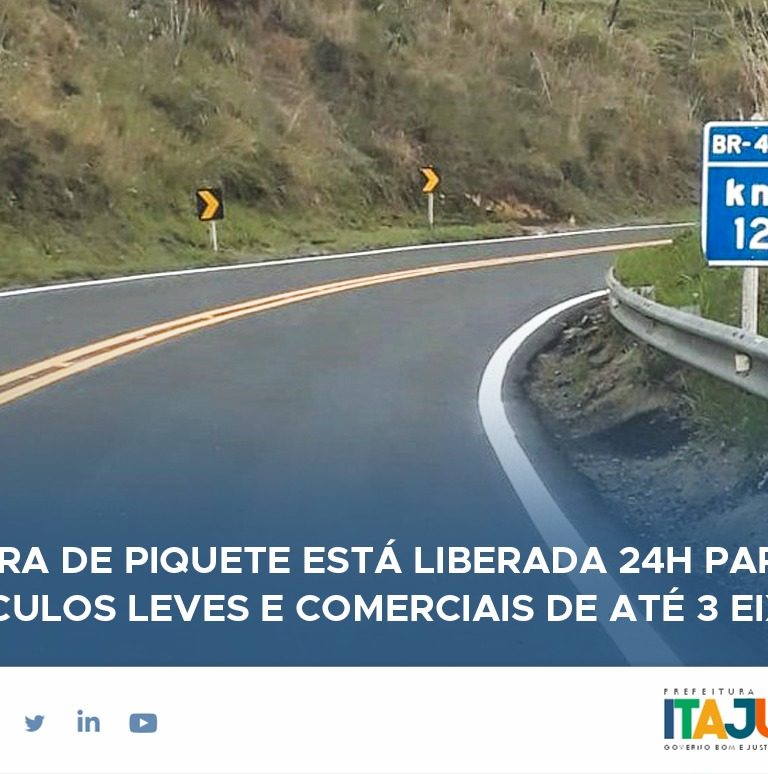 BR-4
km
12
RA DE PIQUETE ESTÁ LIBERADA 24H PAR
CULOS LEVES E COMERCIAIS DE ATÉ 3 EIX
in
PREFEITURA
ITAJU
GOVERNO BOM E JUST